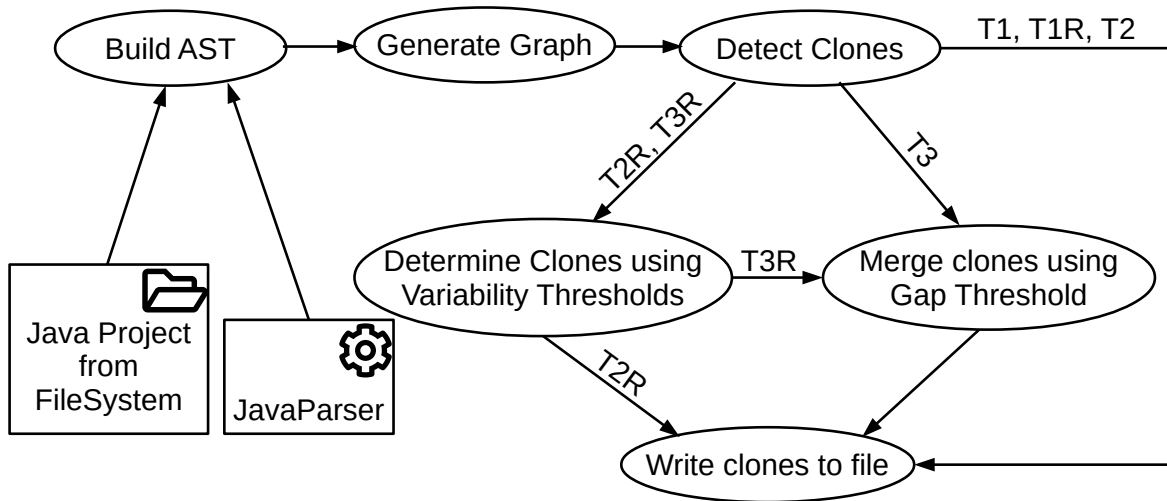 Build AST
Generate Graph
Detect Clones
T1, T1R, T2
T2R, T3R
T3
Determine Clones using
Variability Thresholds
T3R
Merge clones using
Gap Threshold
Java Project
from
FileSystem
JavaParser
T2R
Write clones to file